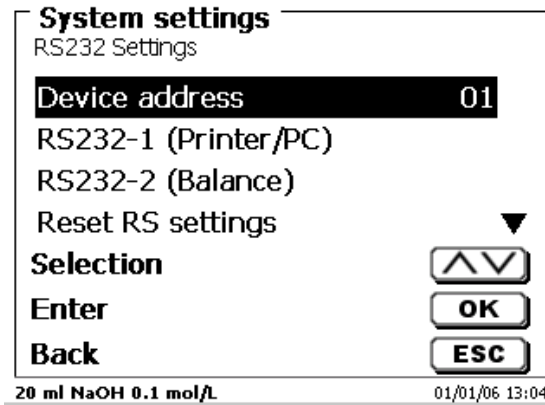 System settings
RS232 Settings
Device address 01
RS232-1 (Printer/PC)
RS232-2 (Balance)
Reset RS settings
Selection
Enter OK
Back ESC
20 ml NaOH 0.1 mol/L 01/01/06 13:04